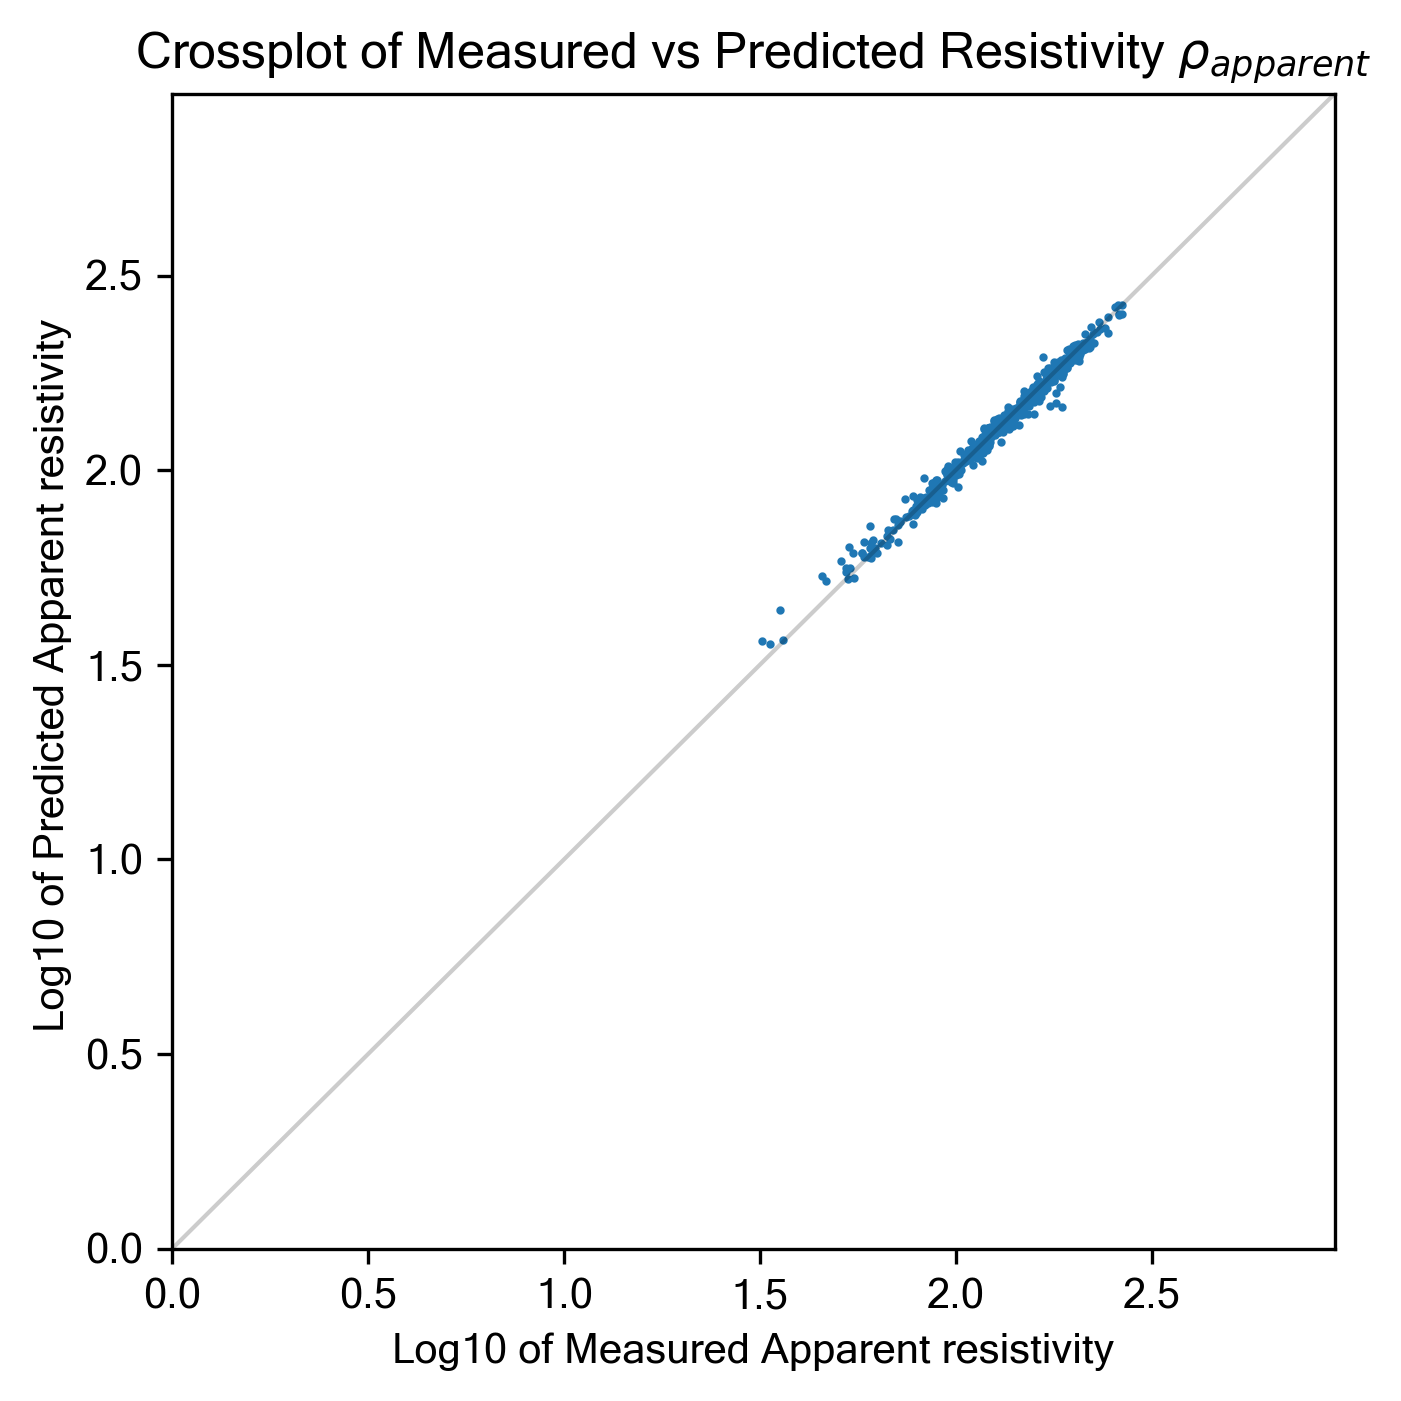 Crossplot of Measured vs Predicted Resistivity ρapparent
Log10 of Predicted Apparent resistivity
2.5
2.0
1.5
1.0
0.5
0.0
0.0 0.5 1.0 1.5 2.0 2.5
Log10 of Measured Apparent resistivity